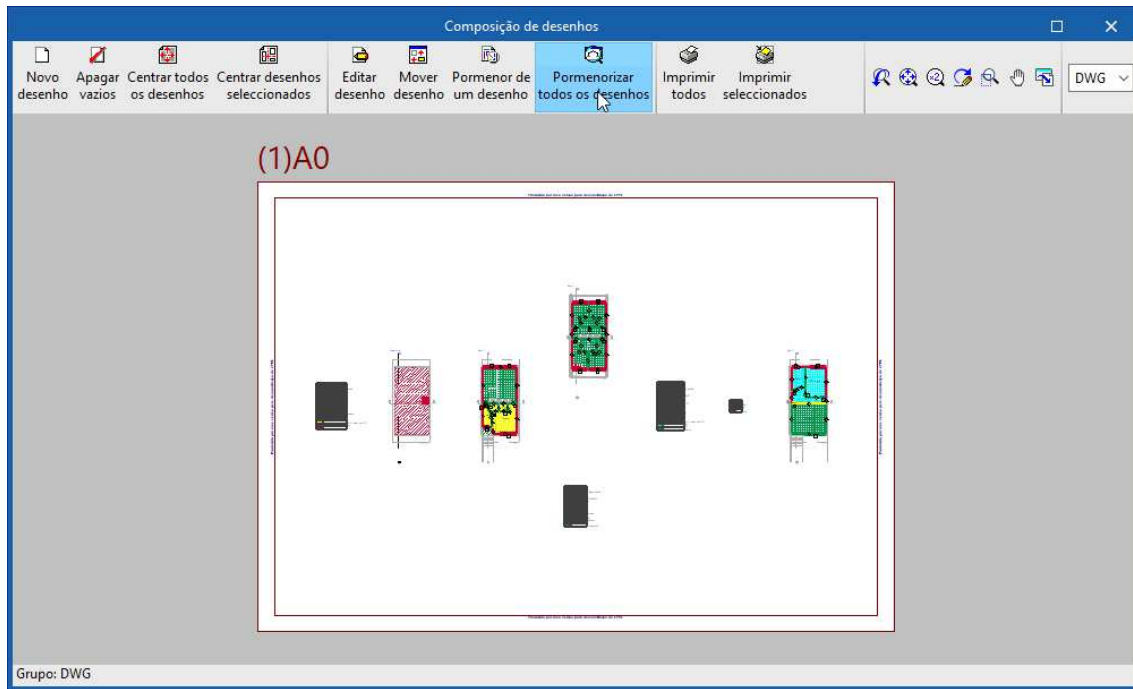 Composição de desenhos
Novo desenho
Apagar vazios
Centrar todos os desenhos
Centrar desenhos seleccionados
Editar desenho
Mover desenho
Pormenor de um desenho
Pormenorizar todos os desenhos
Imprimir todos
Imprimir seleccionados
DWG
(1)A0
Grupo: DWG